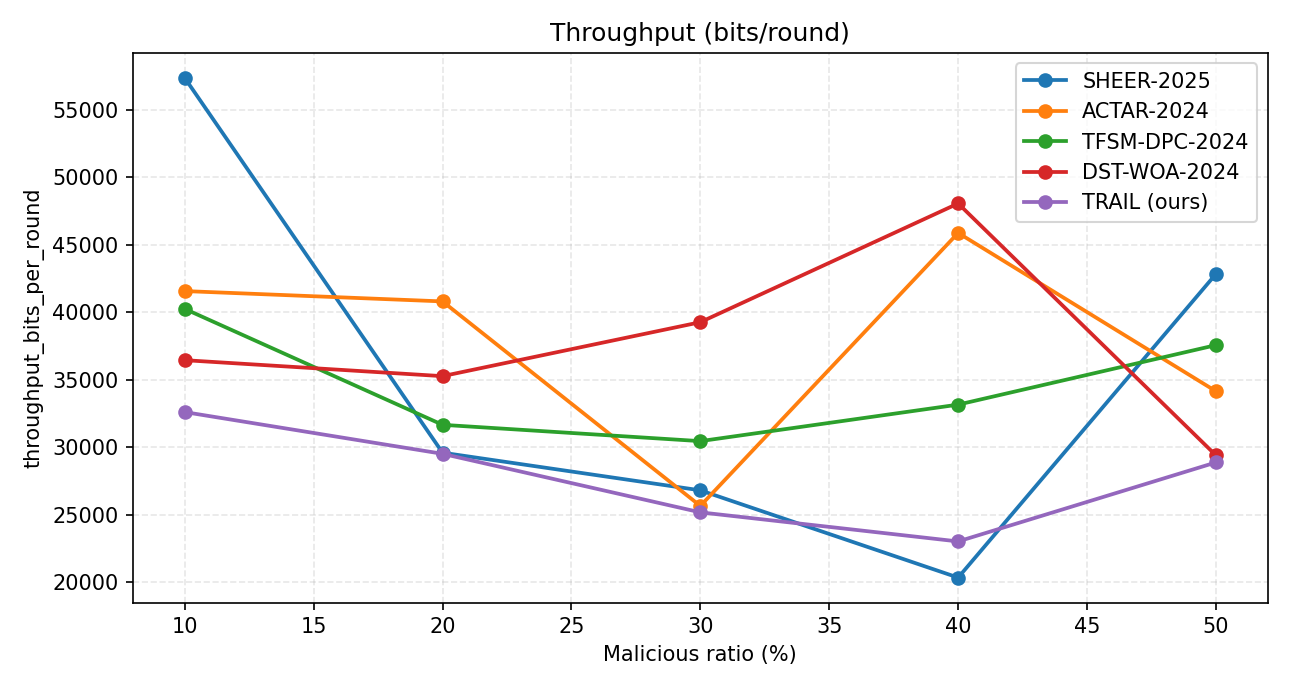 Throughput (bits/round)
throughput_bits_per_round
55000
50000
45000
40000
35000
30000
25000
20000
SHEER-2025
ACTAR-2024
TFSM-DPC-2024
DST-WOA-2024
TRAIL (ours)
10 15 20 25 30 35 40 45 50
Malicious ratio (%)